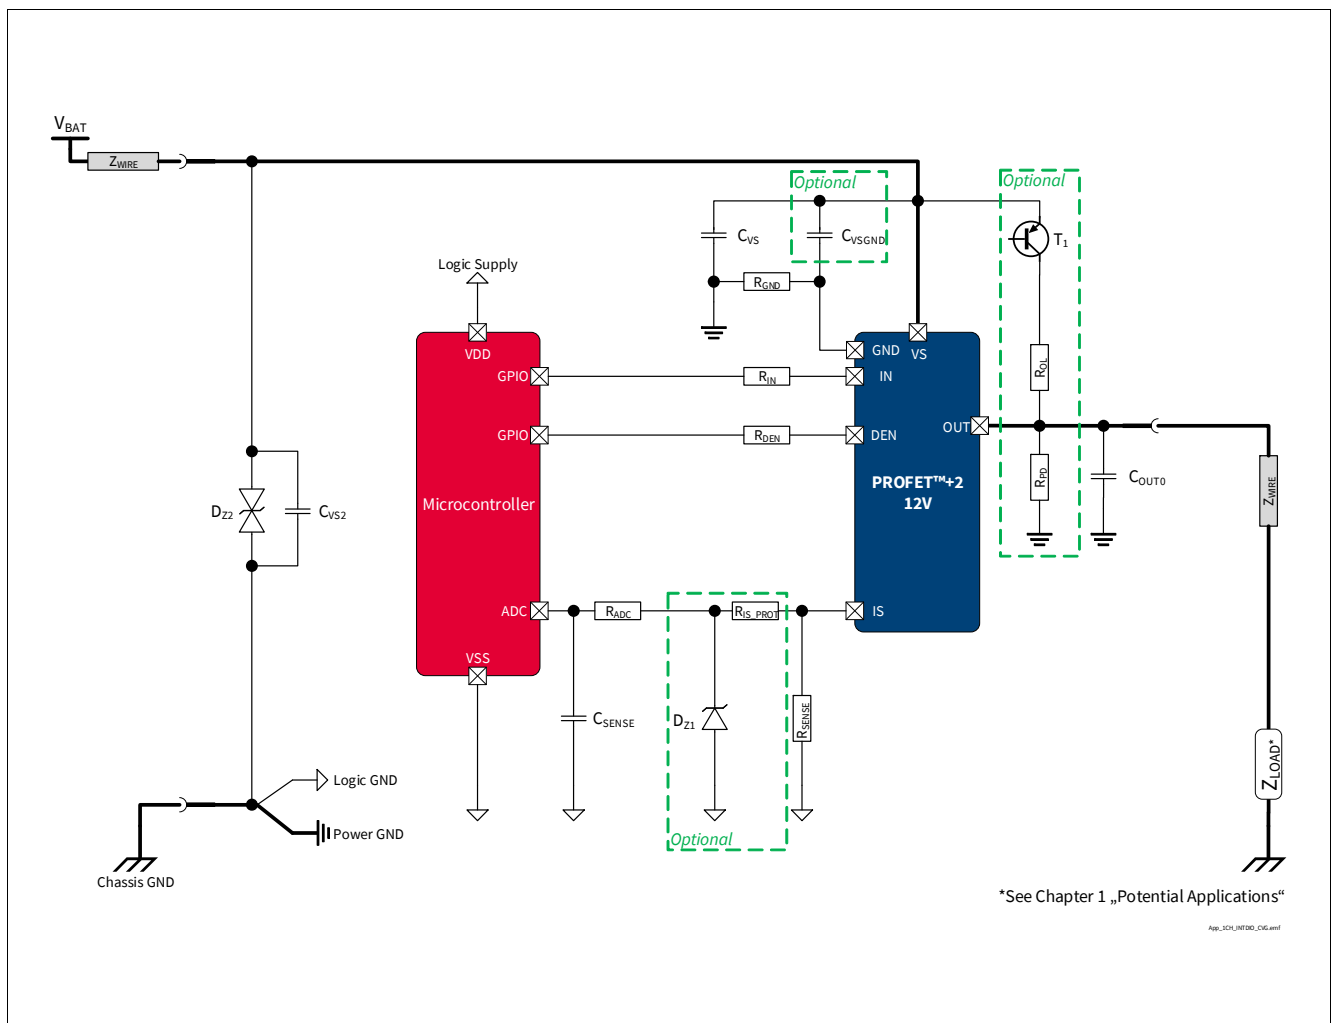 VBAT
ZWIRE
Optional
Optional
CVS
CVSGND
T1
Logic Supply
RGND
VDD
GND
VS
ROL
GPIO
RIN
IN
GPIO
RDEN
DEN
OUT
RPD
COUT0
PROFET™+2
12V
ZWIRE
Microcontroller
DZ2
CVS2
ADC
RADC
RIS_PROT
IS
VSS
CSENSE
DZ1
RSENSE
ZLOAD*
Logic GND
Power GND
Optional
Chassis GND
*See Chapter 1 „Potential Applications“
App_1CH_INTDIO_CVG.emf